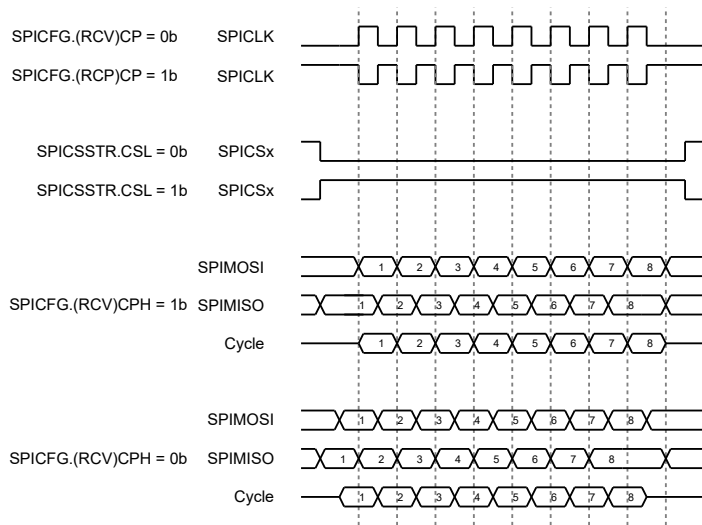 SPICFG.(RCV)CP = 0b SPICLK
SPICFG.(RCP)CP = 1b SPICLK
SPICSSTR.CSL = 0b SPICSx
SPICSSTR.CSL = 1b SPICSx
SPIMOSI 1 2 3 4 5 6 7 8
SPICFG.(RCV)CPH = 1b SPIMISO 1 2 3 4 5 6 7 8
Cycle 1 2 3 4 5 6 7 8
SPIMOSI 1 2 3 4 5 6 7 8
SPICFG.(RCV)CPH = 0b SPIMISO 1 2 3 4 5 6 7 8
Cycle 1 2 3 4 5 6 7 8